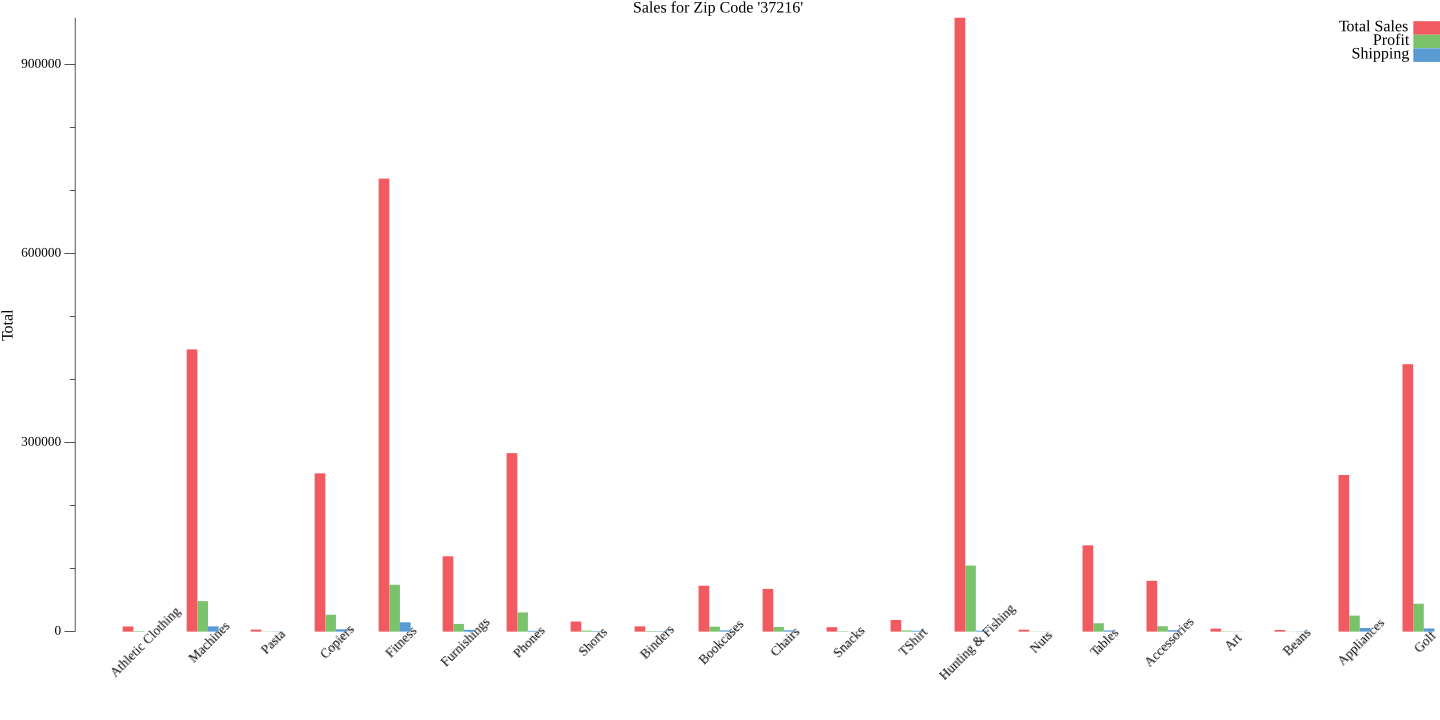 Sales for Zip Code '37216'
Total Sales
Profit
Shipping
900000
600000
300000
0
Total
Athletic Clothing
Machines
Pasta
Copiers
Fitness
Furnishings
Phones
Shorts
Binders
Bookcases
Chairs
Snacks
TShirt
Hunting & Fishing
Nuts
Tables
Accessories
Art
Beans
Appliances
Golf